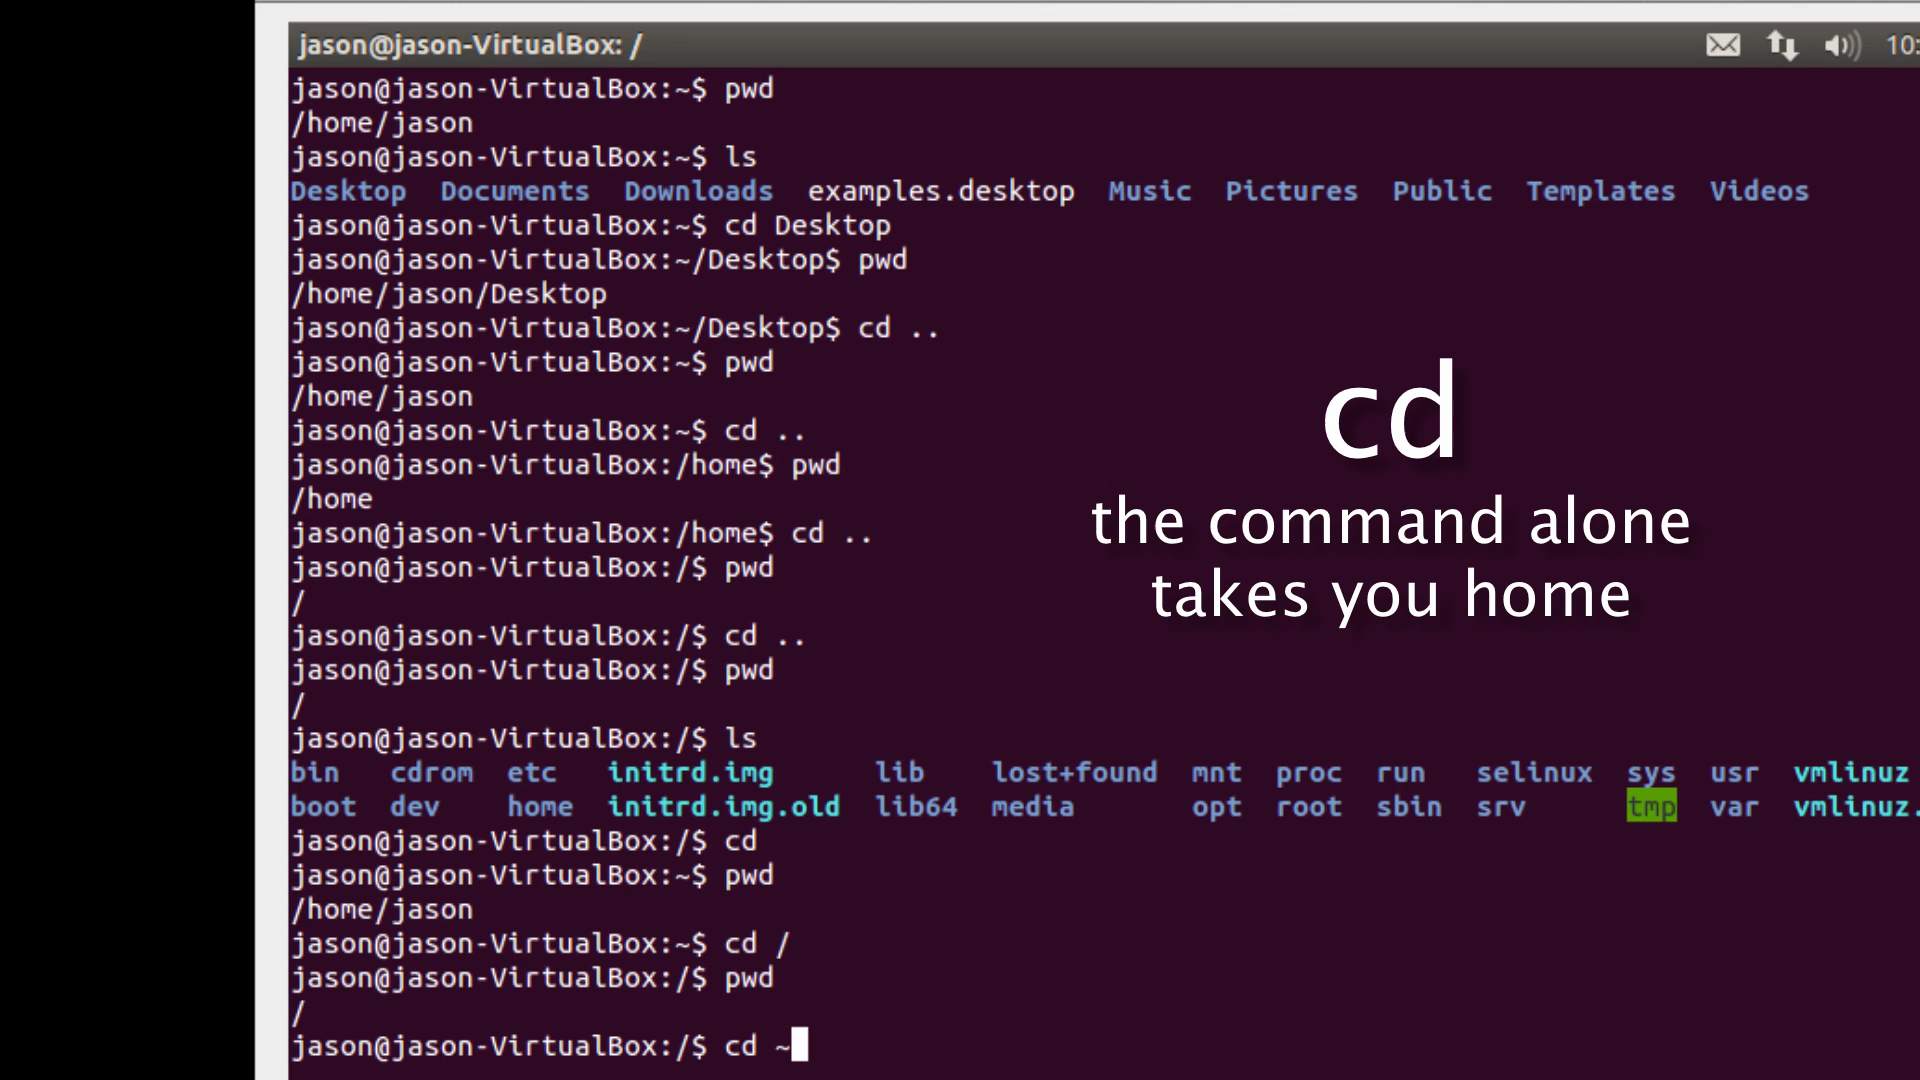 jason@jason-VirtualBox: /
10:
jason@jason-VirtualBox:~$ pwd
/home/jason
jason@jason-VirtualBox:~$ ls
Desktop  Documents  Downloads  examples.desktop  Music  Pictures  Public  Templates  Videos
jason@jason-VirtualBox:~$ cd Desktop
jason@jason-VirtualBox:~/Desktop$ pwd
/home/jason/Desktop
jason@jason-VirtualBox:~/Desktop$ cd ..
jason@jason-VirtualBox:~$ pwd
/home/jason
jason@jason-VirtualBox:~$ cd ..
jason@jason-VirtualBox:/home$ pwd
/home
jason@jason-VirtualBox:/home$ cd ..
jason@jason-VirtualBox:/$ pwd
/
jason@jason-VirtualBox:/$ cd ..
jason@jason-VirtualBox:/$ pwd
/
jason@jason-VirtualBox:/$ ls
bin   cdrom  etc   initrd.img      lib    lost+found  mnt  proc  run   selinux  sys  usr  vmlinuz
boot  dev    home  initrd.img.old  lib64  media       opt  root  sbin  srv      tmp  var  vmlinuz.
jason@jason-VirtualBox:/$ cd
jason@jason-VirtualBox:~$ pwd
/home/jason
jason@jason-VirtualBox:~$ cd /
jason@jason-VirtualBox:/$ pwd
/
jason@jason-VirtualBox:/$ cd ~
cd
the command alone
takes you home